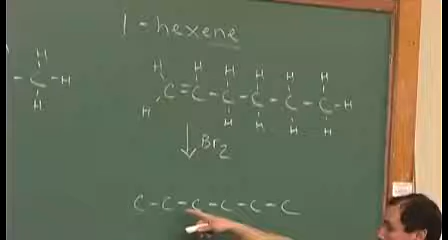 1-hexene
H H H H H H
C=C-C-C-C-C-H
H H H H H
-C-H
H
Br2
C-C-C-C-C-C